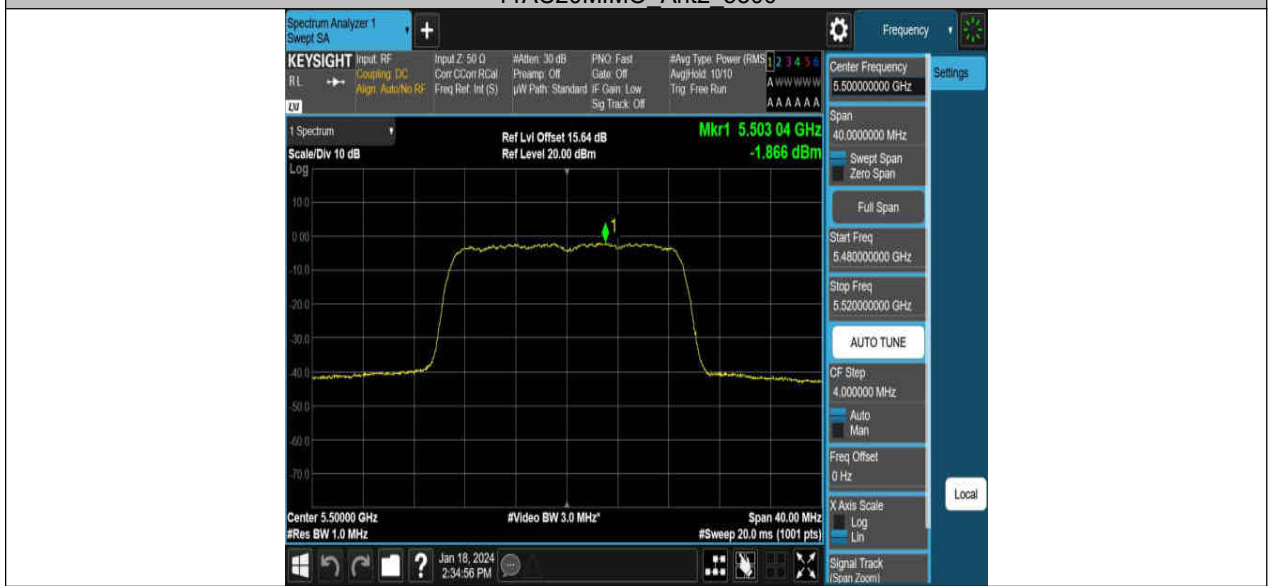 11AC20MIMO_Ant2_5500
Spectrum Analyzer 1
Swept SA
+
Frequency
KEYSIGHT
RL
LXI
Input: RF
Coupling: DC
Align: Auto/No RF
Input Z: 50 Ω
Corr CCorr RCal
Freq Ref: Int (S)
#Atten: 30 dB
Preamp: Off
µW Path: Standard
PNO: Fast
Gate: Off
IF Gain: Low
Sig Track: Off
#Avg Type: Power (RMS
Avg|Hold: 10/10
Trig: Free Run
1 2 3 4 5 6
A W W W W W
A A A A A A
Center Frequency
5.500000000 GHz
Settings
Span
40.0000000 MHz
Swept Span
Zero Span
Full Span
Start Freq
5.480000000 GHz
Stop Freq
5.520000000 GHz
AUTO TUNE
CF Step
4.000000 MHz
Auto
Man
Freq Offset
0 Hz
X Axis Scale
Log
Lin
Signal Track
(Span Zoom)
Local
1 Spectrum
Scale/Div 10 dB
Log
Ref Lvl Offset 15.64 dB
Ref Level 20.00 dBm
Mkr1 5.503 04 GHz
-1.866 dBm
1
10.0
0.00
-10.0
-20.0
-30.0
-40.0
-50.0
-60.0
-70.0
Center 5.50000 GHz
#Res BW 1.0 MHz
#Video BW 3.0 MHz*
Span 40.00 MHz
#Sweep 20.0 ms (1001 pts)
?
Jan 18, 2024
2:34:56 PM